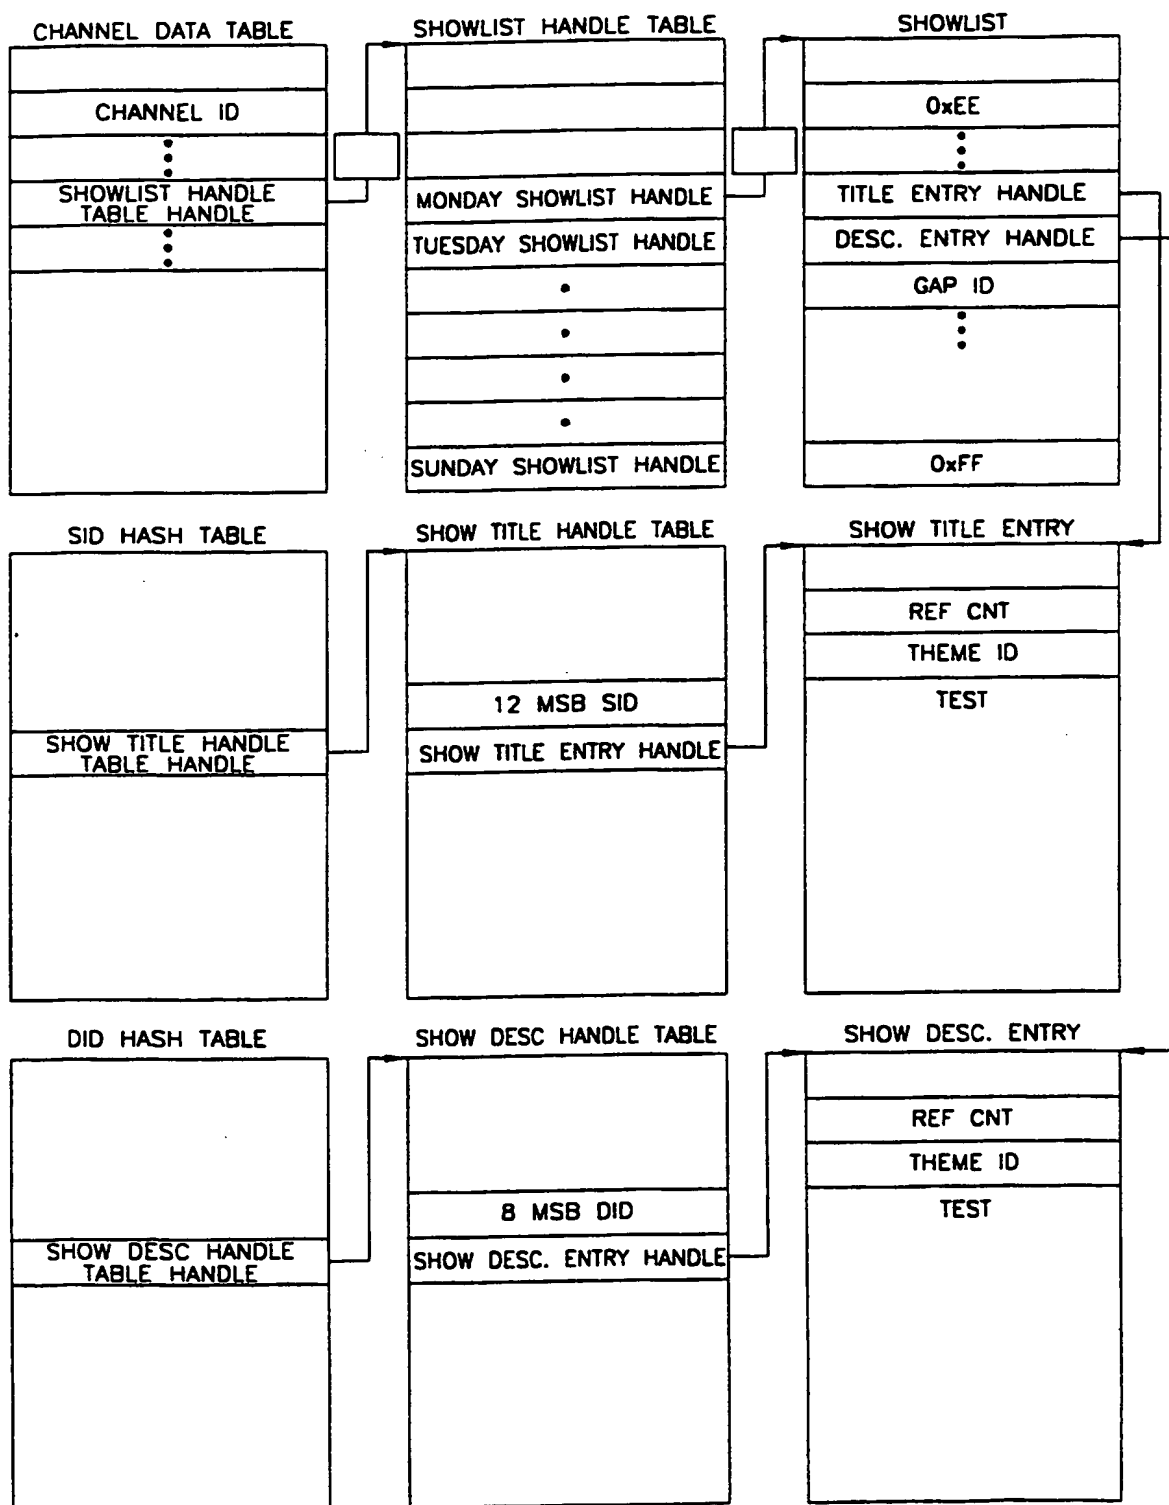 CHANNEL DATA TABLE
CHANNEL ID
SHOWLIST HANDLE
TABLE HANDLE
SHOWLIST HANDLE TABLE
MONDAY SHOWLIST HANDLE
TUESDAY SHOWLIST HANDLE
SUNDAY SHOWLIST HANDLE
SHOWLIST
0xEE
TITLE ENTRY HANDLE
DESC. ENTRY HANDLE
GAP ID
0xFF
SID HASH TABLE
SHOW TITLE HANDLE
TABLE HANDLE
SHOW TITLE HANDLE TABLE
12 MSB SID
SHOW TITLE ENTRY HANDLE
SHOW TITLE ENTRY
REF CNT
THEME ID
TEST
DID HASH TABLE
SHOW DESC HANDLE
TABLE HANDLE
SHOW DESC HANDLE TABLE
8 MSB DID
SHOW DESC. ENTRY HANDLE
SHOW DESC. ENTRY
REF CNT
THEME ID
TEST